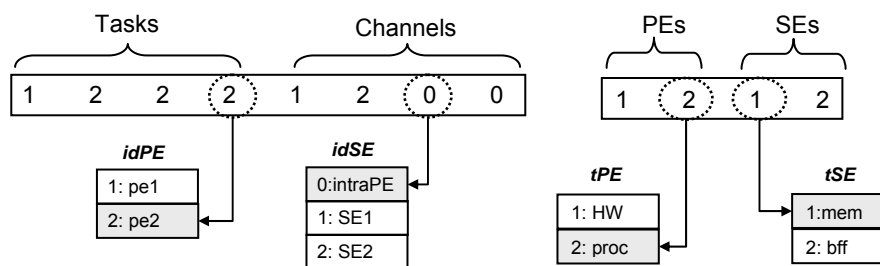 Tasks Channels PEs SEs
1 2 2 2 1 2 0 0 1 2 1 2
idPE idSE tPE tSE
1: pe1
2: pe2
0:intraPE
1: SE1
2: SE2
1: HW
2: proc
1:mem
2: bff